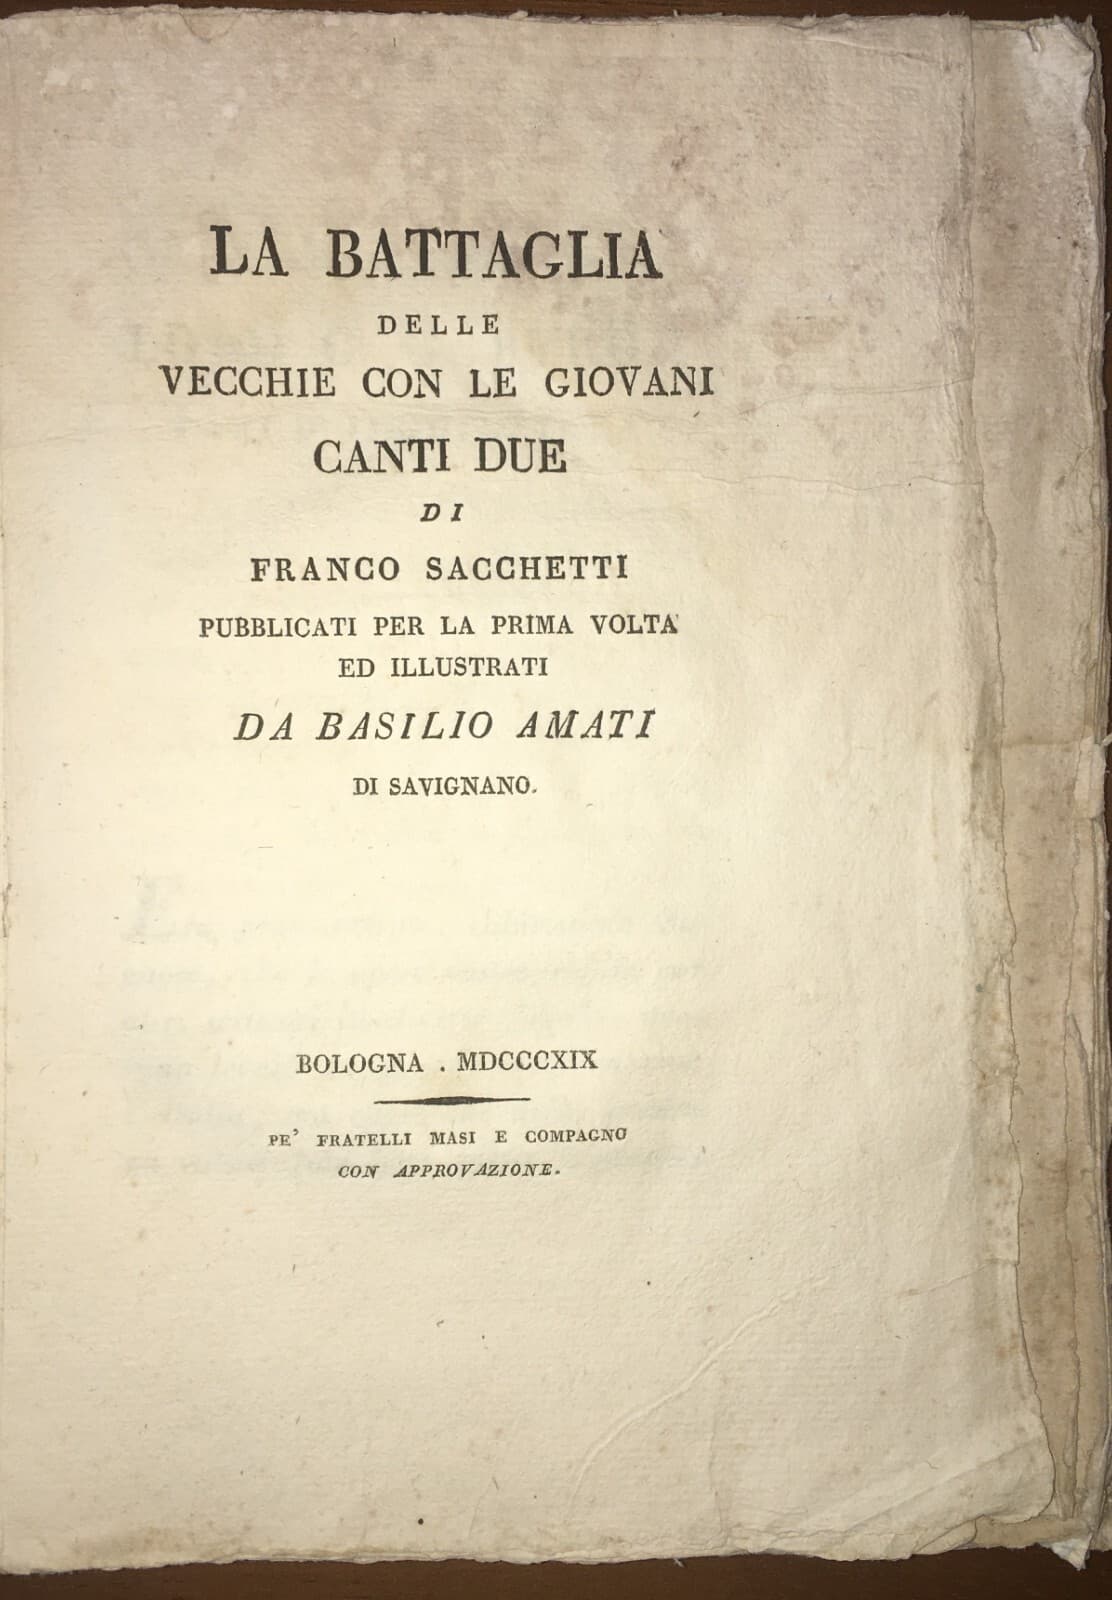 LA BATTAGLIA
DELLE
VECCHIE CON LE GIOVANI
CANTI DUE
DI
FRANCO SACCHETTI
PUBBLICATI PER LA PRIMA VOLTA
ED ILLUSTRATI
DA BASILIO AMATI
DI SAVIGNANO.
BOLOGNA . MDCCCXIX
PE' FRATELLI MASI E COMPAGNO
CON APPROVAZIONE.